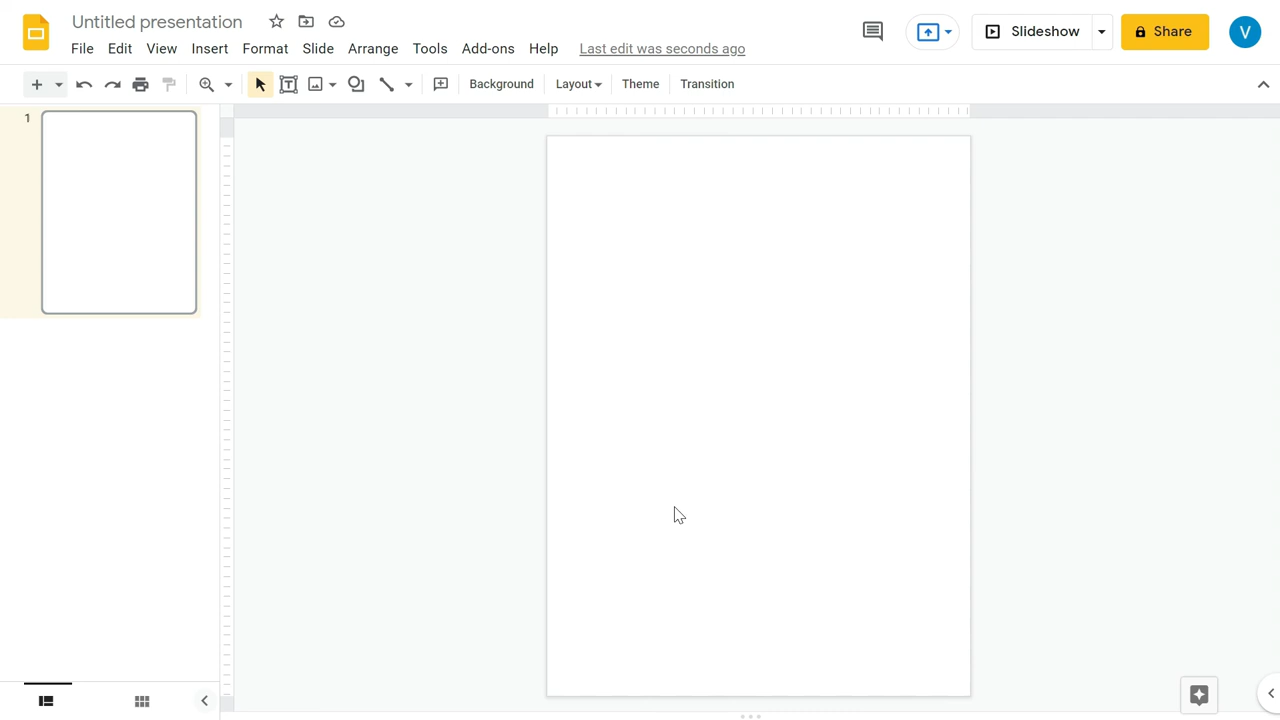 Untitled presentation
File Edit View Insert Format Slide Arrange Tools Add-ons Help Last edit was seconds ago
Slideshow
Share
V
Background Layout Theme Transition
1